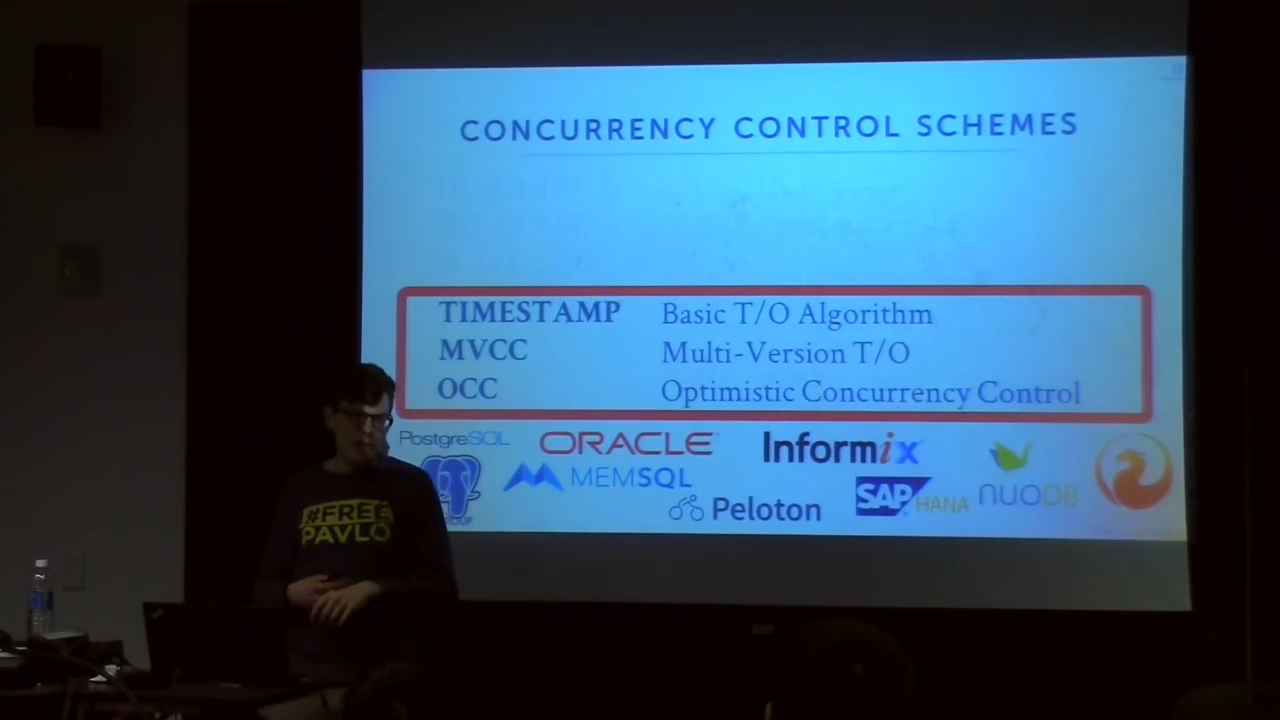 CONCURRENCY CONTROL SCHEMES
TIMESTAMP Basic T/O Algorithm
MVCC Multi-Version T/O
OCC Optimistic Concurrency Control
PostgreSQL ORACLE Informix
MEMSQL
Peloton SAP HANA NUODB
#FREE
PAVLO